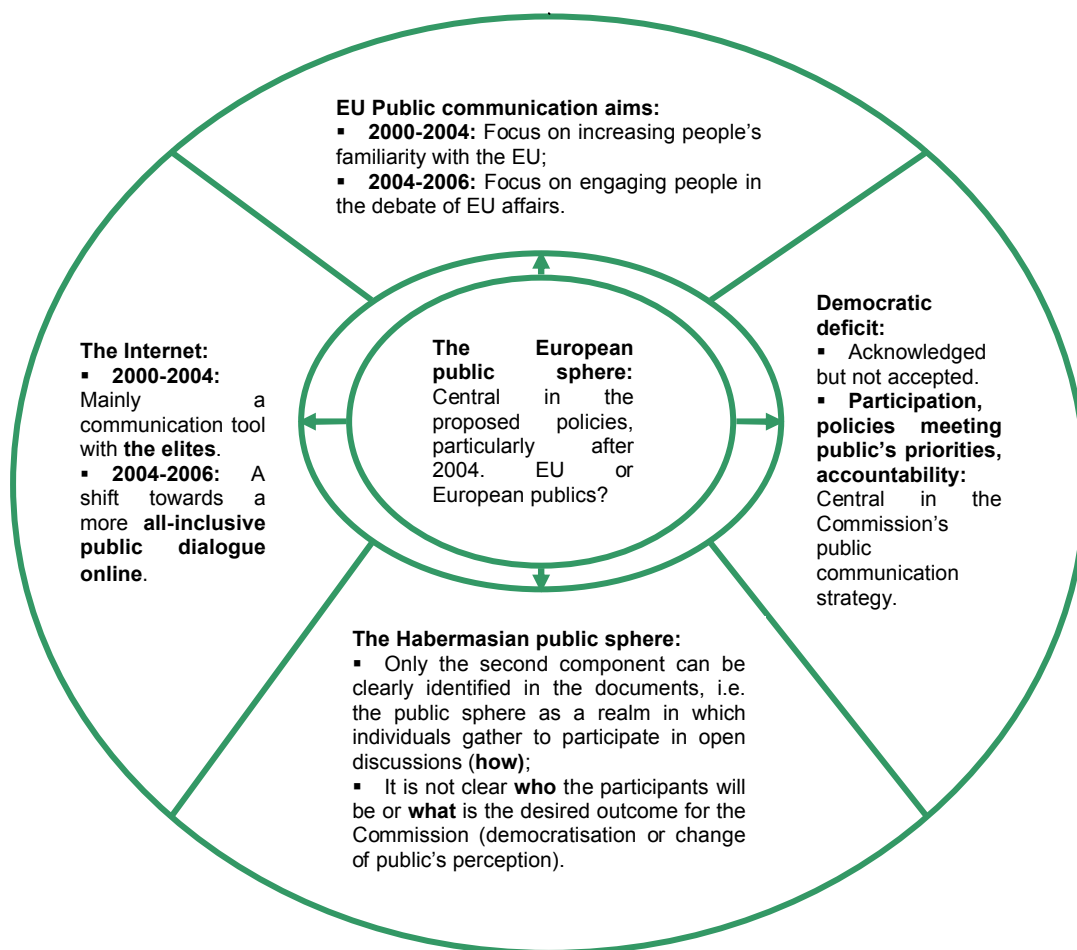 EU Public communication aims:
▪ 2000-2004: Focus on increasing people's
familiarity with the EU;
▪ 2004-2006: Focus on engaging people in
the debate of EU affairs.
The Internet:
▪ 2000-2004:
Mainly a
communication tool
with the elites.
▪ 2004-2006: A
shift towards a
more all-inclusive
public dialogue
online.
The European
public sphere:
Central in the
proposed policies,
particularly after
2004. EU or
European publics?
Democratic
deficit:
▪ Acknowledged
but not accepted.
▪ Participation,
policies meeting
public's priorities,
accountability:
Central in the
Commission's
public
communication
strategy.
The Habermasian public sphere:
▪ Only the second component can be
clearly identified in the documents, i.e.
the public sphere as a realm in which
individuals gather to participate in open
discussions (how);
▪ It is not clear who the participants will
be or what is the desired outcome for the
Commission (democratisation or change
of public's perception).